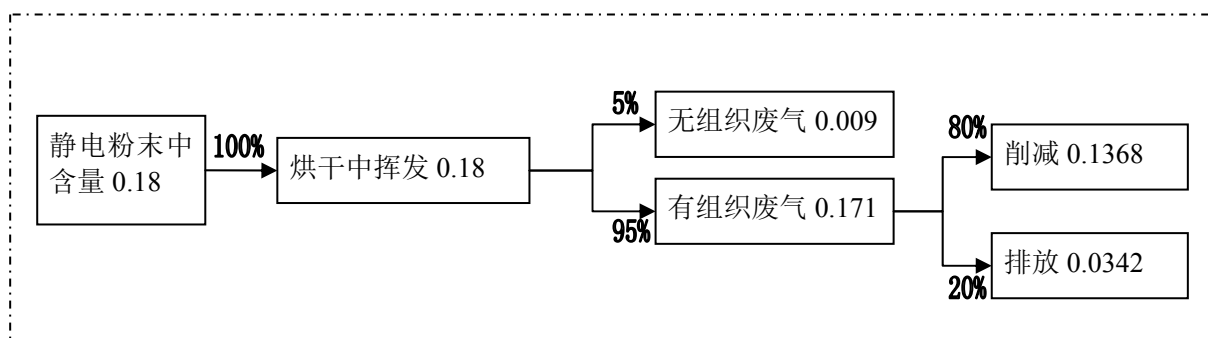 静电粉末中
含量 0.18
100%
烘干中挥发 0.18
5%
无组织废气 0.009
95%
有组织废气 0.171
80%
削减 0.1368
20%
排放 0.0342